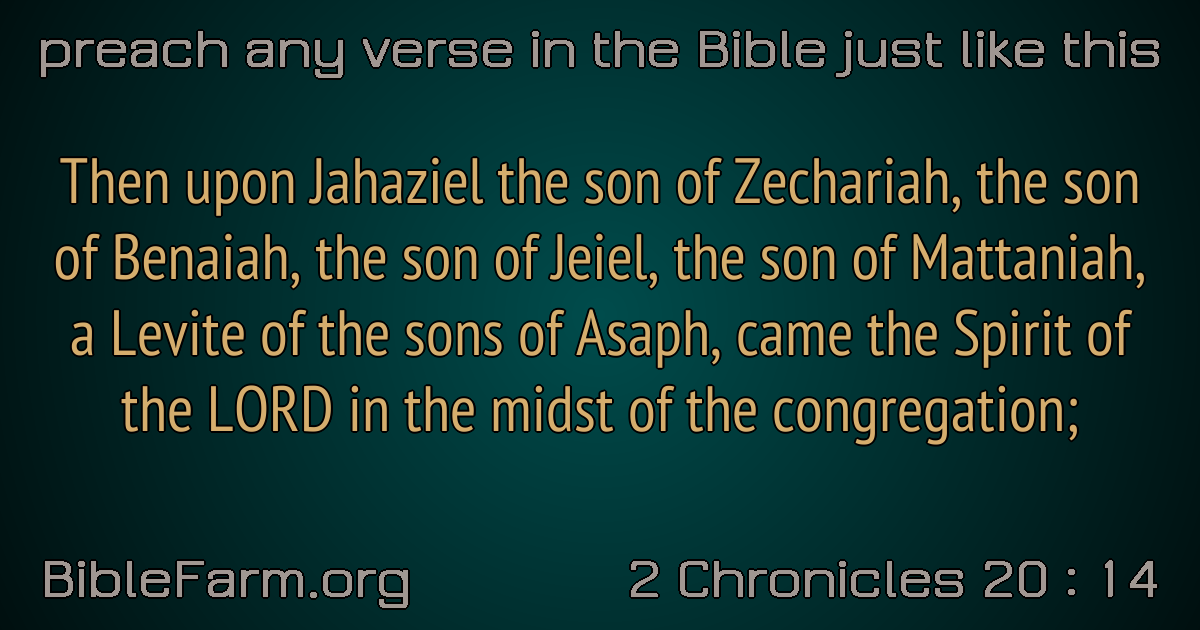 preach any verse in the Bible just like this
Then upon Jahaziel the son of Zechariah, the son
of Benaiah, the son of Jeiel, the son of Mattaniah,
a Levite of the sons of Asaph, came the Spirit of
the LORD in the midst of the congregation;
BibleFarm.org
2 Chronicles 20 : 14